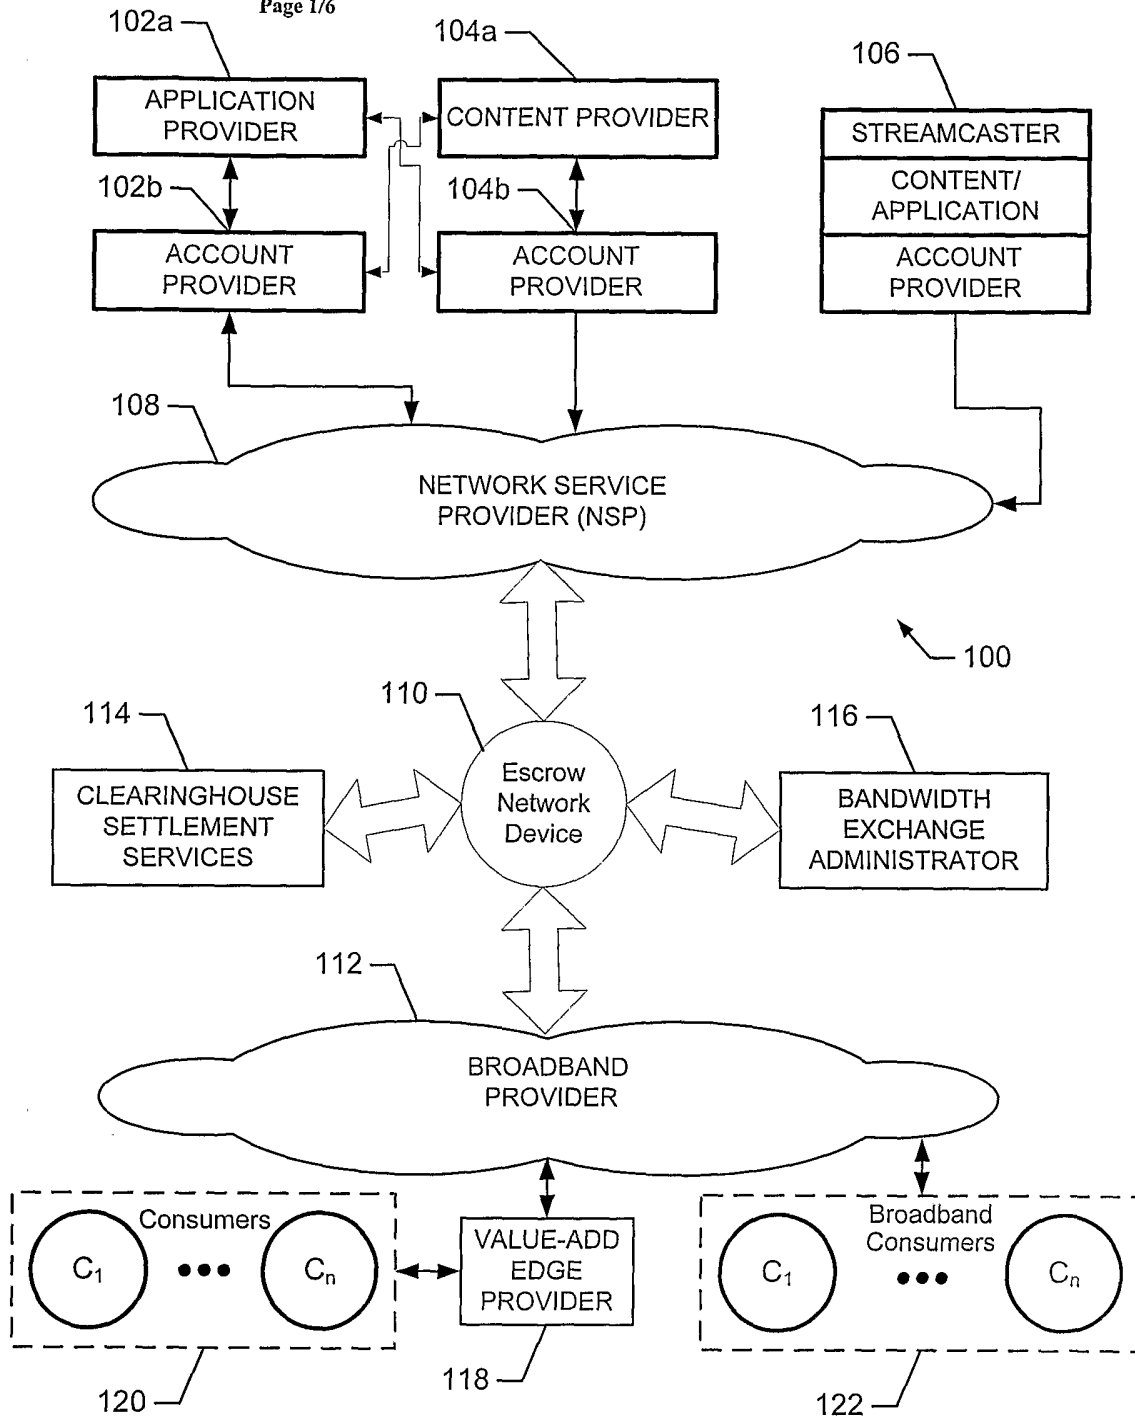 Page 1/6
102a
104a
106
APPLICATION
PROVIDER
CONTENT PROVIDER
STREAMCASTER
CONTENT/
APPLICATION
ACCOUNT
PROVIDER
102b
104b
ACCOUNT
PROVIDER
ACCOUNT
PROVIDER
108
NETWORK SERVICE
PROVIDER (NSP)
100
110
114
116
Escrow
Network
Device
CLEARINGHOUSE
SETTLEMENT
SERVICES
BANDWIDTH
EXCHANGE
ADMINISTRATOR
112
BROADBAND
PROVIDER
Consumers
C1
●●●
Cn
VALUE-ADD
EDGE
PROVIDER
Broadband
Consumers
C1
●●●
Cn
120
118
122